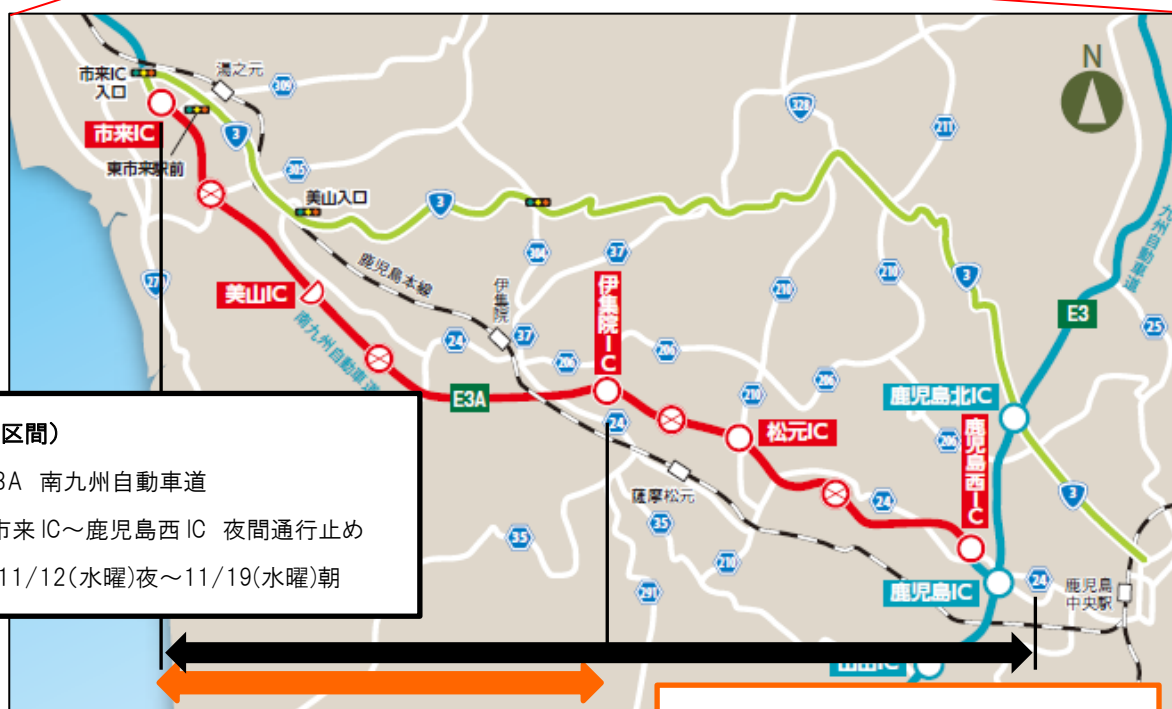 市来IC
入口
湯之元
309
328
N
211
市来IC
3
東市来駅前
305
美山入口
3
九州自動車道
304
37
210
3
27
鹿児島本線
伊集院
伊集院IC
210
E3
25
美山IC
南九州自動車道
24
37
206
206
206
鹿児島北IC
E3A
24
210
松元IC
206
鹿児島西IC
区間）
3A 南九州自動車道
市来IC～鹿児島西IC 夜間通行止め
11/12(水曜)夜～11/19(水曜)朝
薩摩松元
24
3
35
35
210
291
鹿児島IC
24
鹿児島
中央駅